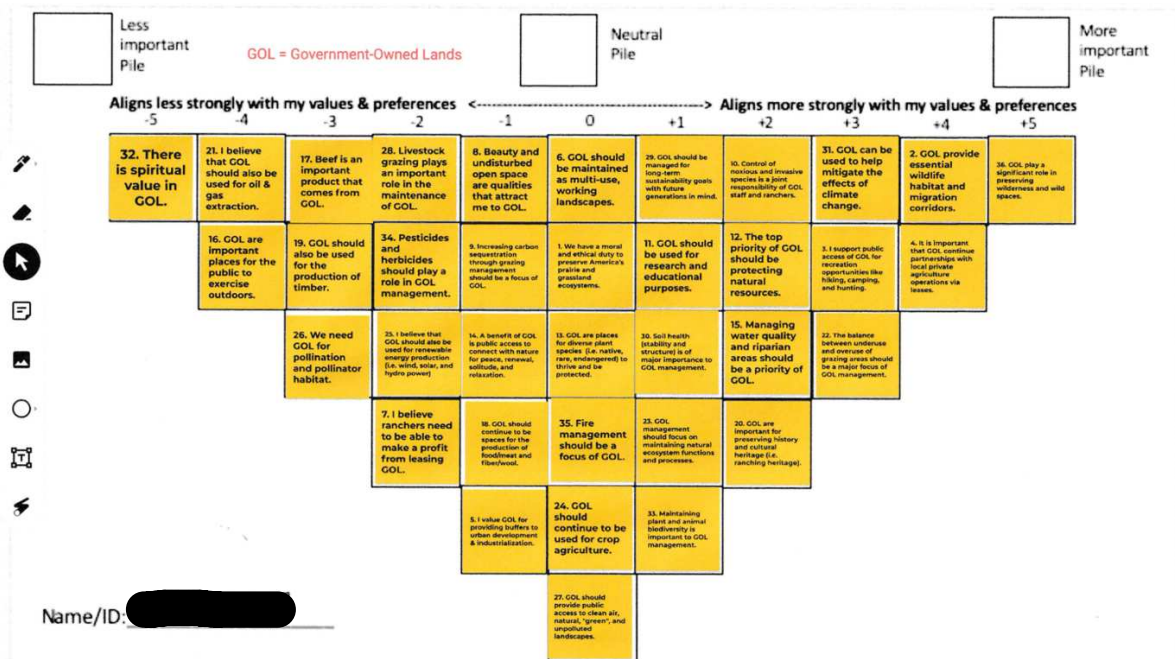 Less
important
Pile
GOL = Government-Owned Lands
Neutral
Pile
More
important
Pile
Aligns less strongly with my values & preferences <-----------------------------------> Aligns more strongly with my values & preferences
-5 -4 -3 -2 -1 0 +1 +2 +3 +4 +5
32. There
is spiritual
value in
GOL.
21. I believe
that GOL
should also be
used for oil &
gas
extraction.
17. Beef is an
important
product that
comes from
GOL.
28. Livestock
grazing plays
an important
role in the
maintenance
of GOL.
8. Beauty and
undisturbed
open space
are qualities
that attract
me to GOL.
6. GOL should
be maintained
as multi-use,
working
landscapes.
29. GOL should be
managed for
long-term
sustainability goals
with future
generations in mind.
10. Control of
noxious and invasive
species is a joint
responsibility of GOL
staff and ranchers.
31. GOL can be
used to help
mitigate the
effects of
climate
change.
2. GOL provide
essential
wildlife
habitat and
migration
corridors.
36. GOL play a
significant role in
preserving
wilderness and wild
spaces.
16. GOL are
important
places for the
public to
exercise
outdoors.
19. GOL should
also be used
for the
production of
timber.
34. Pesticides
and
herbicides
should play a
role in GOL
management.
9. Increasing carbon
sequestration
through grazing
management
should be a focus of
GOL.
1. We have a moral
and ethical duty to
preserve America's
prairie and
grassland
ecosystems.
11. GOL should
be used for
research and
educational
purposes.
12. The top
priority of GOL
should be
protecting
natural
resources.
3. I support public
access of GOL for
recreation
opportunities like
hiking, camping,
and hunting.
4. It is important
that GOL continue
partnerships with
local private
agriculture
operations via
leases.
26. We need
GOL for
pollination
and pollinator
habitat.
25. I believe that
GOL should also be
used for renewable
energy production
(i.e. wind, solar, and
hydro power)
14. A benefit of GOL
is public access to
connect with nature
for peace, renewal,
solitude, and
relaxation.
13. GOL are places
for diverse plant
species (i.e. native,
rare, endangered) to
thrive and be
protected.
30. Soil health
(stability and
structure) is of
major importance to
GOL management.
15. Managing
water quality
and riparian
areas should
be a priority of
GOL.
22. The balance
between underuse
and overuse of
grazing areas should
be a major focus of
GOL management.
7. I believe
ranchers need
to be able to
make a profit
from leasing
GOL.
18. GOL should
continue to be
spaces for the
production of
food/meat and
fiber/wool.
35. Fire
management
should be a
focus of GOL.
23. GOL
management
should focus on
maintaining natural
ecosystem functions
and processes.
20. GOL are
important for
preserving history
and cultural
heritage (i.e.
ranching heritage).
5. I value GOL for
providing buffers to
urban development
& industrialization.
24. GOL
should
continue to be
used for crop
agriculture.
33. Maintaining
plant and animal
biodiversity is
important to GOL
management.
27. GOL should
provide public
access to clean air,
natural, "green", and
unpolluted
landscapes.
Name/ID: